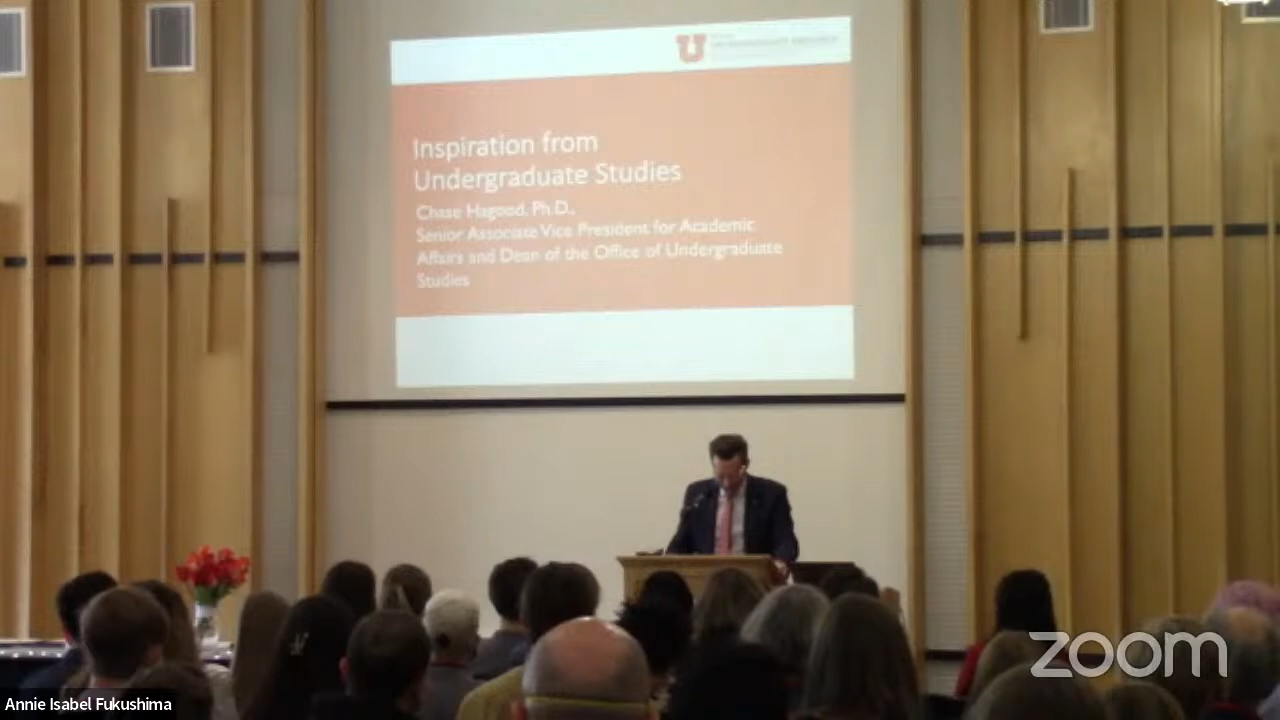 U
Inspiration from
Undergraduate Studies
Chase Hagood, Ph.D.,
Senior Associate Vice President for Academic
Affairs and Dean of the Office of Undergraduate
Studies
zoom
Annie Isabel Fukushima